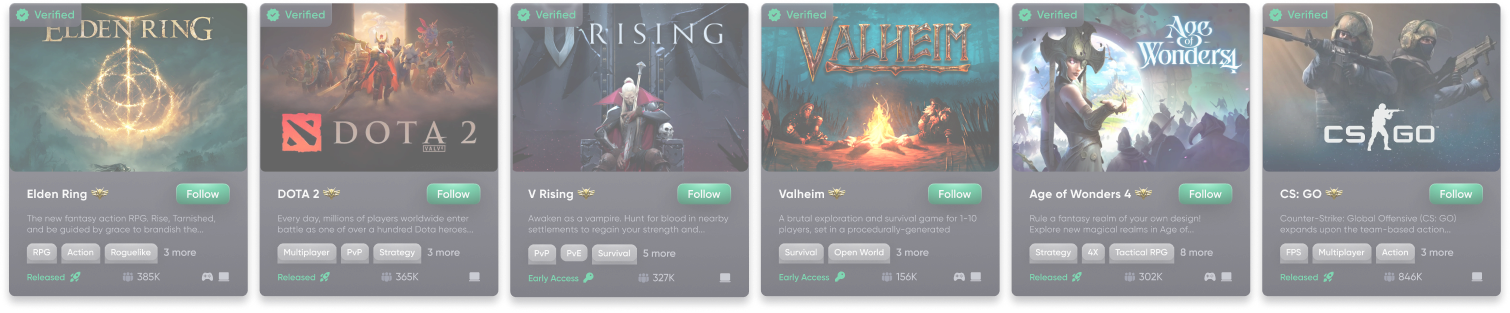 Verified
ELDEN RING
Elden Ring
Follow
The new fantasy action RPG. Rise, Tarnished,
and be guided by grace to brandish the...
RPG Action Roguelike 3 more
Released 385K
Verified
DOTA 2
VALVE
DOTA 2
Follow
Every day, millions of players worldwide enter
battle as one of over a hundred Dota heroes...
Multiplayer PvP Strategy 3 more
Released 365K
Verified
V RISING
V Rising
Follow
Awaken as a vampire. Hunt for blood in nearby
settlements to regain your strength and...
PvP PvE Survival 5 more
Early Access 327K
Verified
VALHEIM
Valheim
Follow
A brutal exploration and survival game for 1-10
players, set in a procedurally-generated
Survival Open World 3 more
Early Access 156K
Verified
Age
of
Wonders 4
Age of Wonders 4
Follow
Rule a fantasy realm of your own design!
Explore new magical realms in Age of...
Strategy 4X Tactical RPG 8 more
Released 302K
Verified
CS GO
CS: GO
Follow
Counter-Strike: Global Offensive (CS: GO)
expands upon the team-based action...
FPS Multiplayer Action 3 more
Released 846K